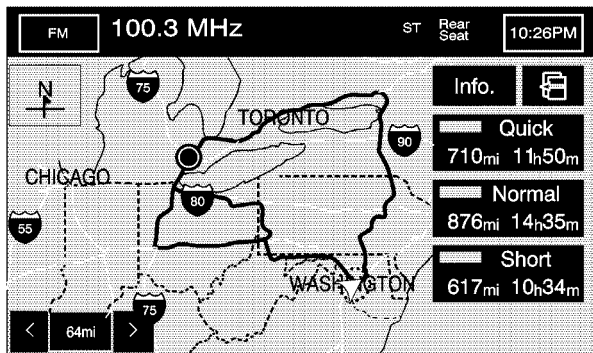 FM
100.3 MHz
ST
Rear
Seat
10:26PM
N
75
Info.
TORONTO
90
Quick
710mi 11h50m
CHICAGO
80
Normal
876mi 14h35m
55
Short
WASHINGTON
617mi 10h34m
75
< 64mi >